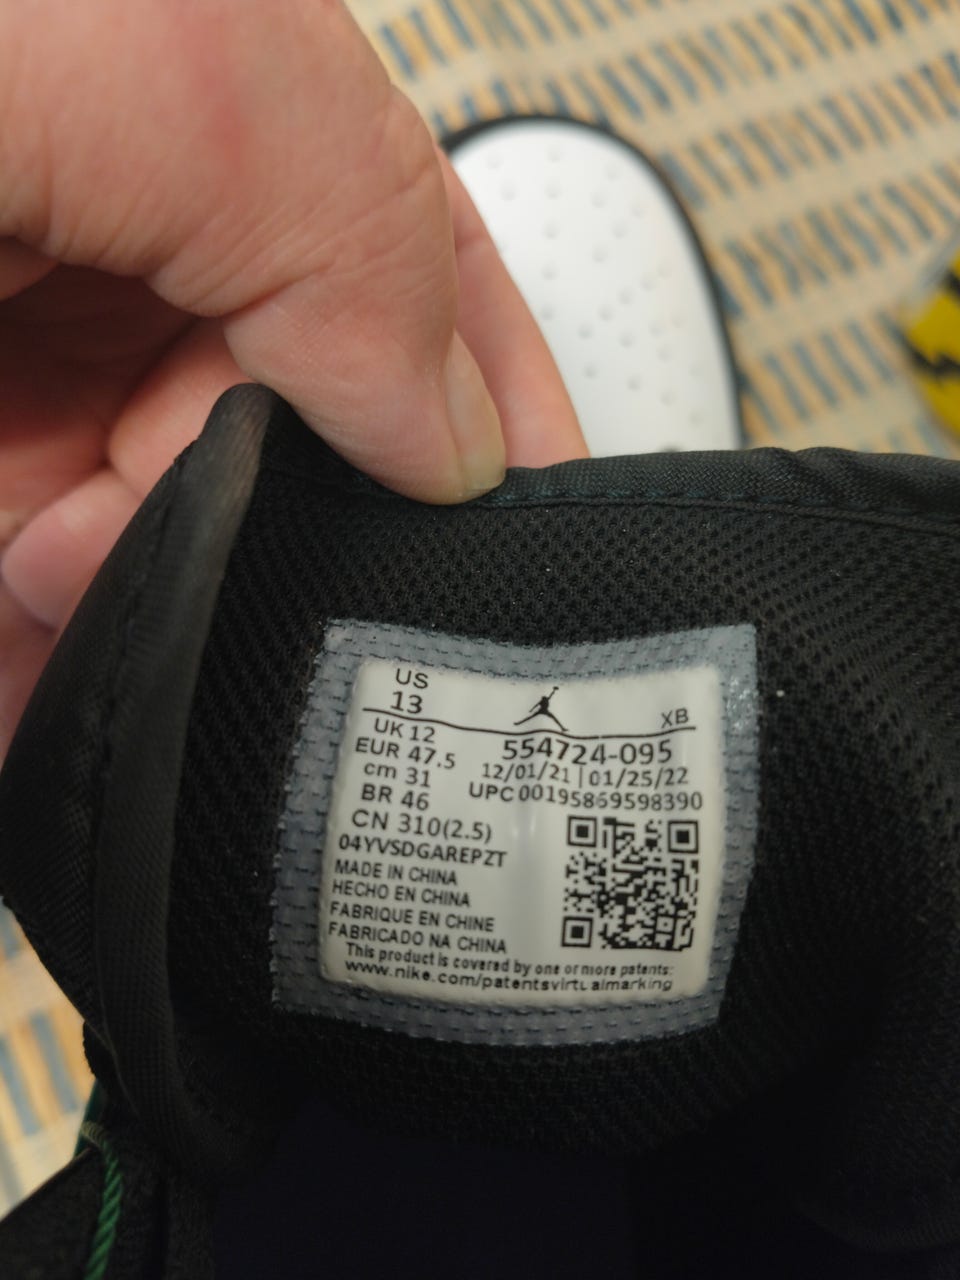 US
13
XB
UK 12
EUR 47.5
cm 31
BR 46
CN 310(2.5)
554724-095
12/01/21 | 01/25/22
UPC 00195869598390
04YVSDGAREPZT
MADE IN CHINA
HECHO EN CHINA
FABRIQUE EN CHINE
FABRICADO NA CHINA
This product is covered by one or more patents:
www.nike.com/patentsvirtualmarking